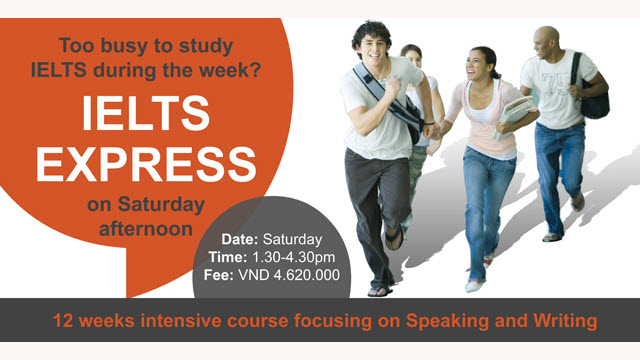 Too busy to study
IELTS during the week?
IELTS
EXPRESS
on Saturday
afternoon
Date: Saturday
Time: 1.30-4.30pm
Fee: VND 4.620.000
12 weeks intensive course focusing on Speaking and Writing